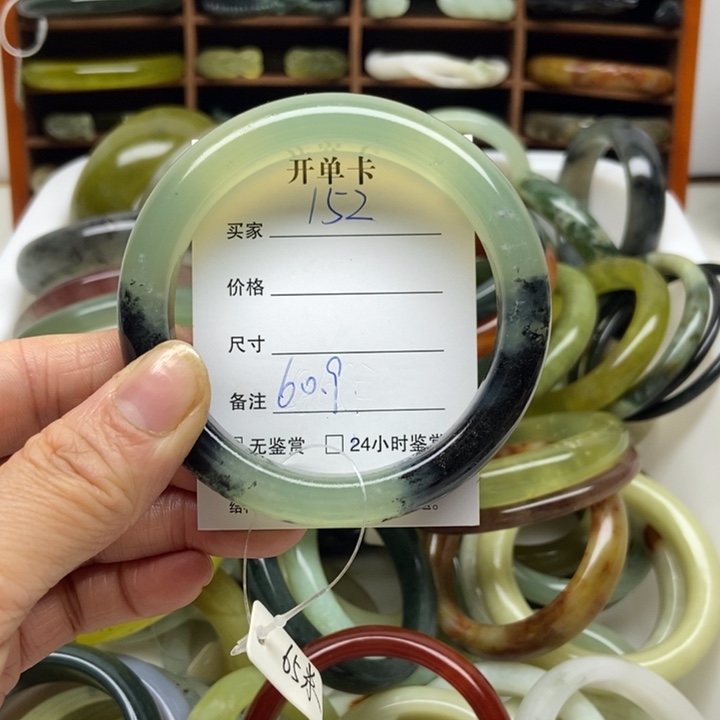 开单卡
买家 152
价格
尺寸
备注 60.9
无鉴赏 □ 24小时鉴赏
65米